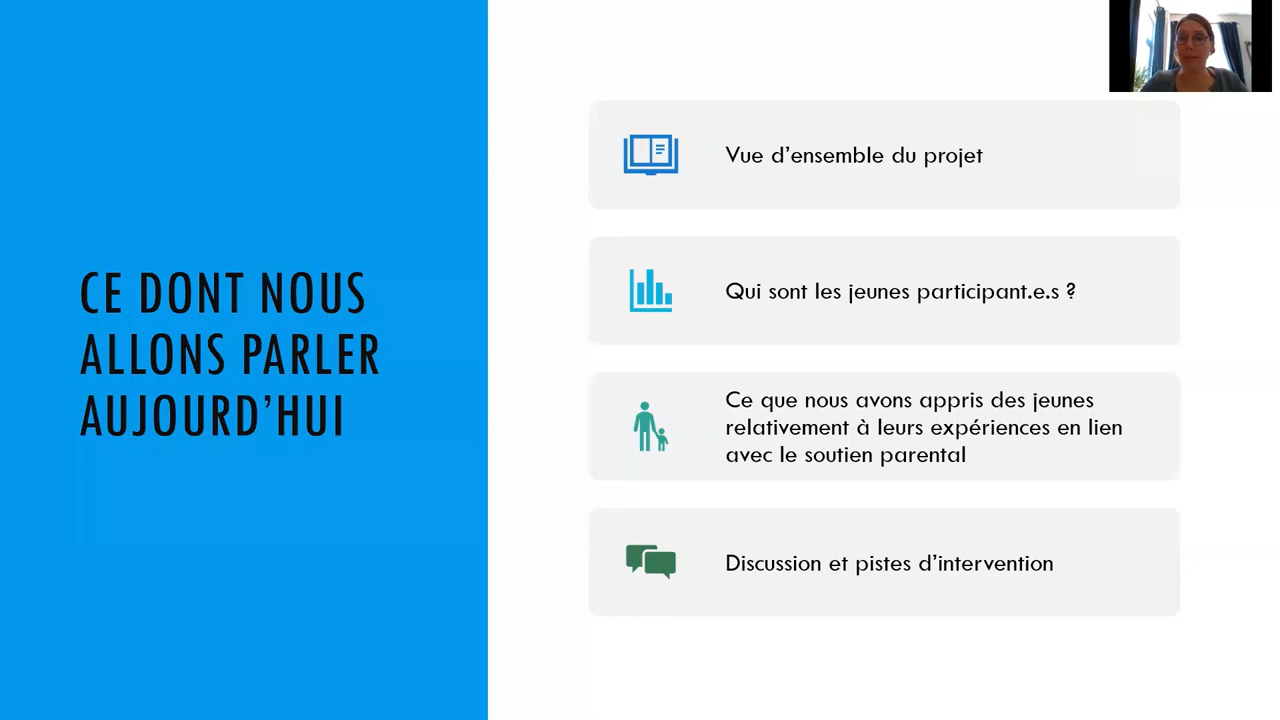 CE DONT NOUS
ALLONS PARLER
AUJOURD’HUI
Vue d’ensemble du projet
Qui sont les jeunes participant.e.s ?
Ce que nous avons appris des jeunes
relativement à leurs expériences en lien
avec le soutien parental
Discussion et pistes d’intervention